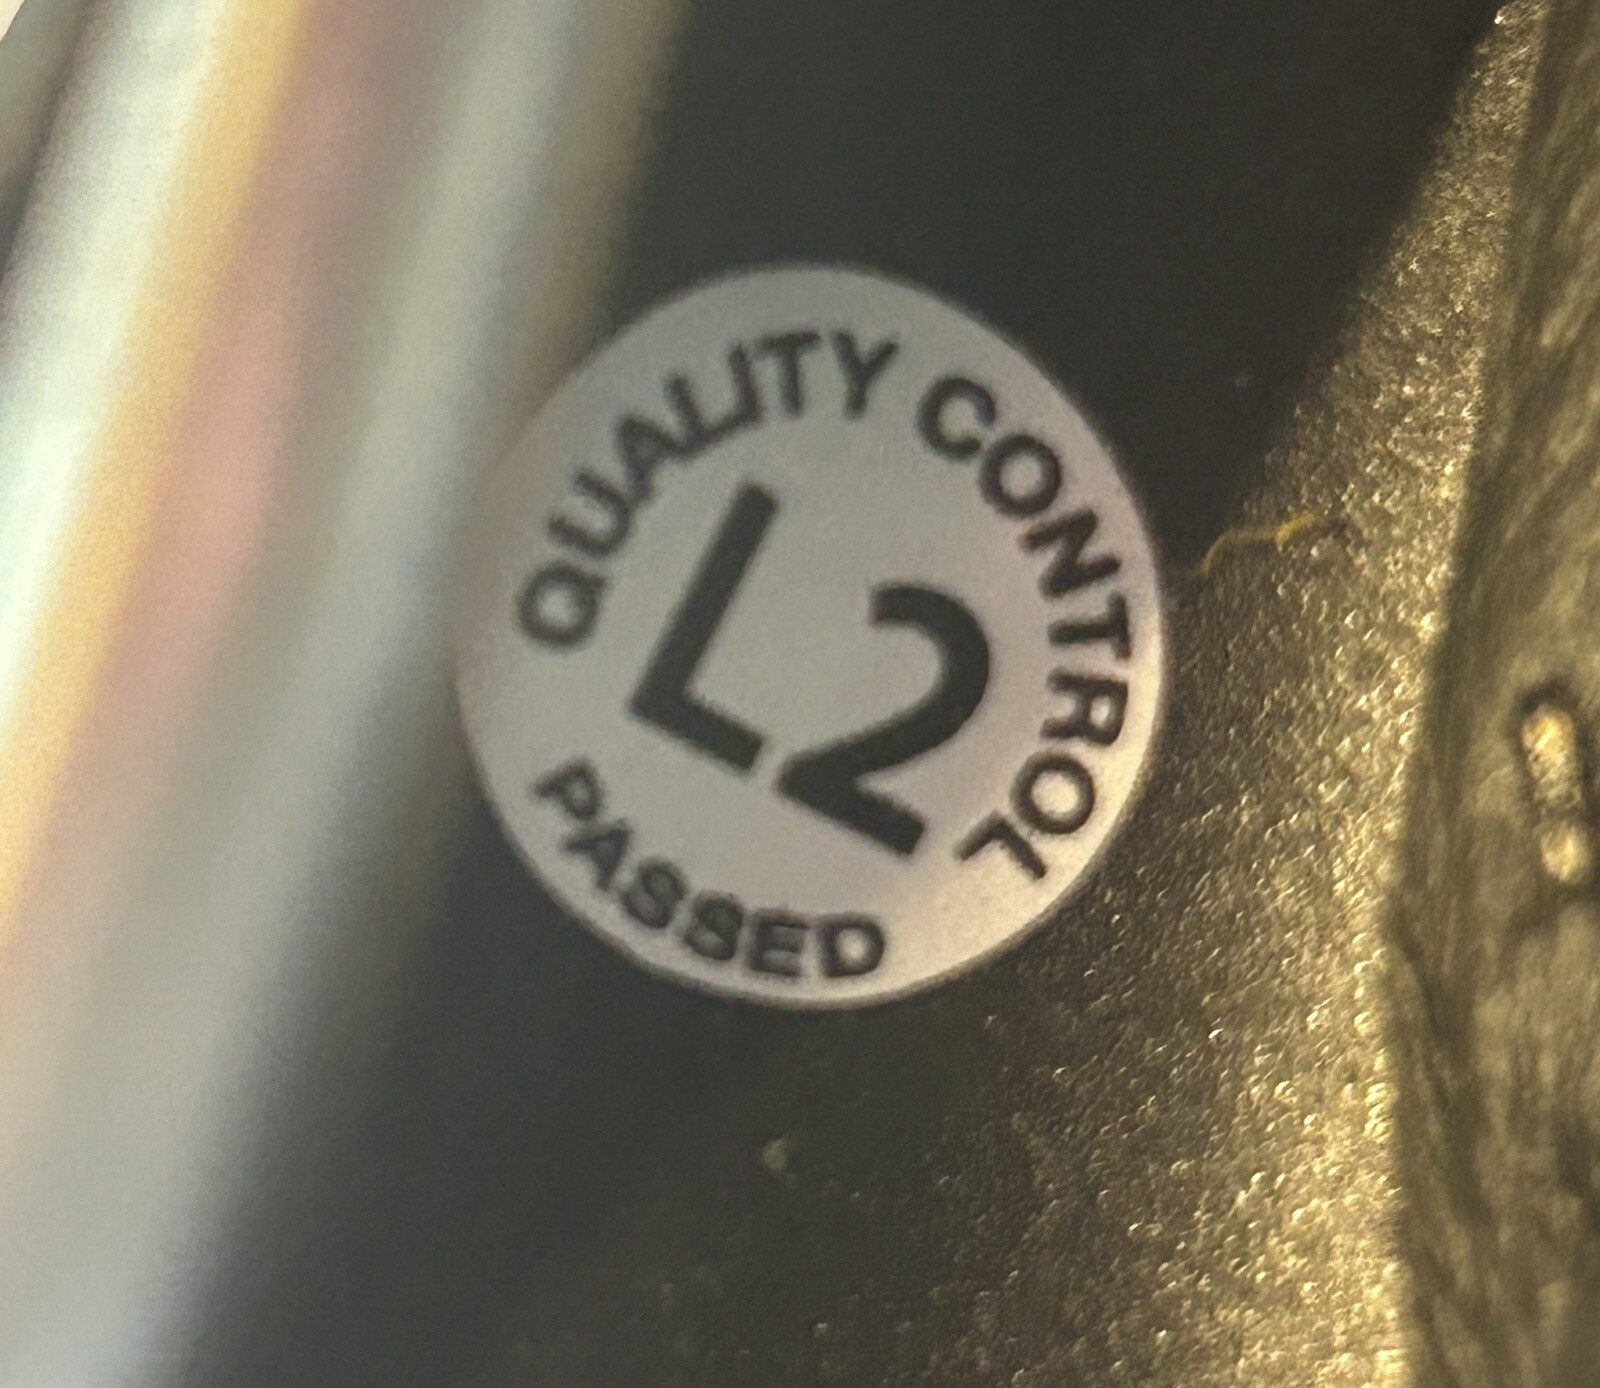 QUALITY CONTROL
L2
PASSED